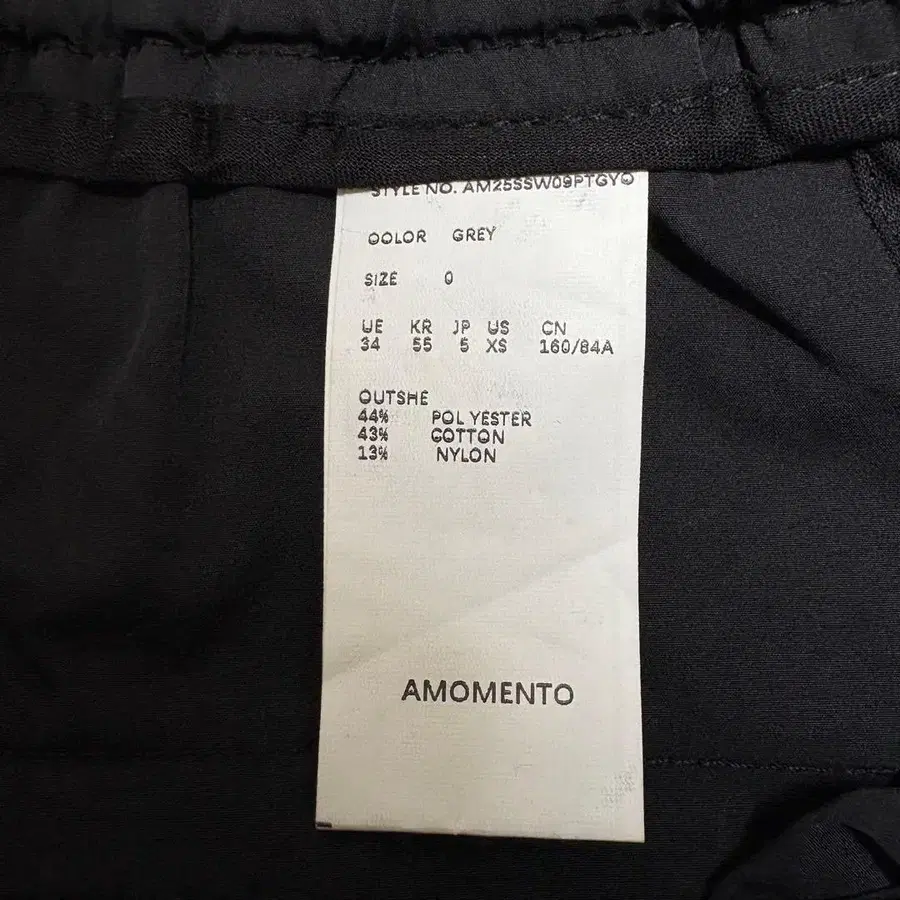 STYLE NO. AM25SSW09PTGY0
OOLOR GREY
SIZE 0
UE KR JP US CN
34 55 5 XS 160/84A
OUTSHE
44% POLYESTER
43% COTTON
13% NYLON
AMOMENTO